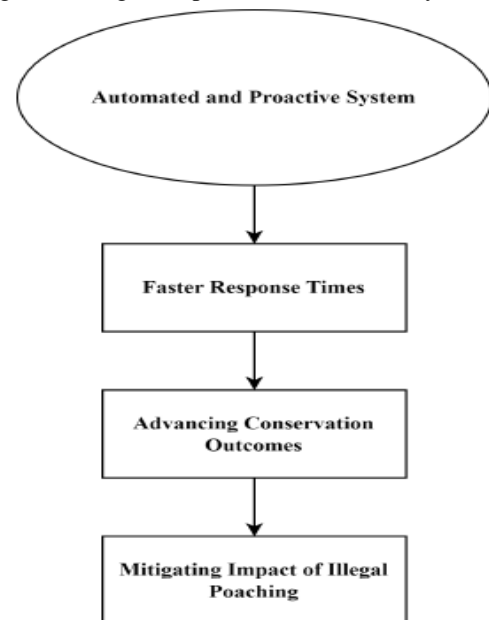 Automated and Proactive System
Faster Response Times
Advancing Conservation
Outcomes
Mitigating Impact of Illegal
Poaching